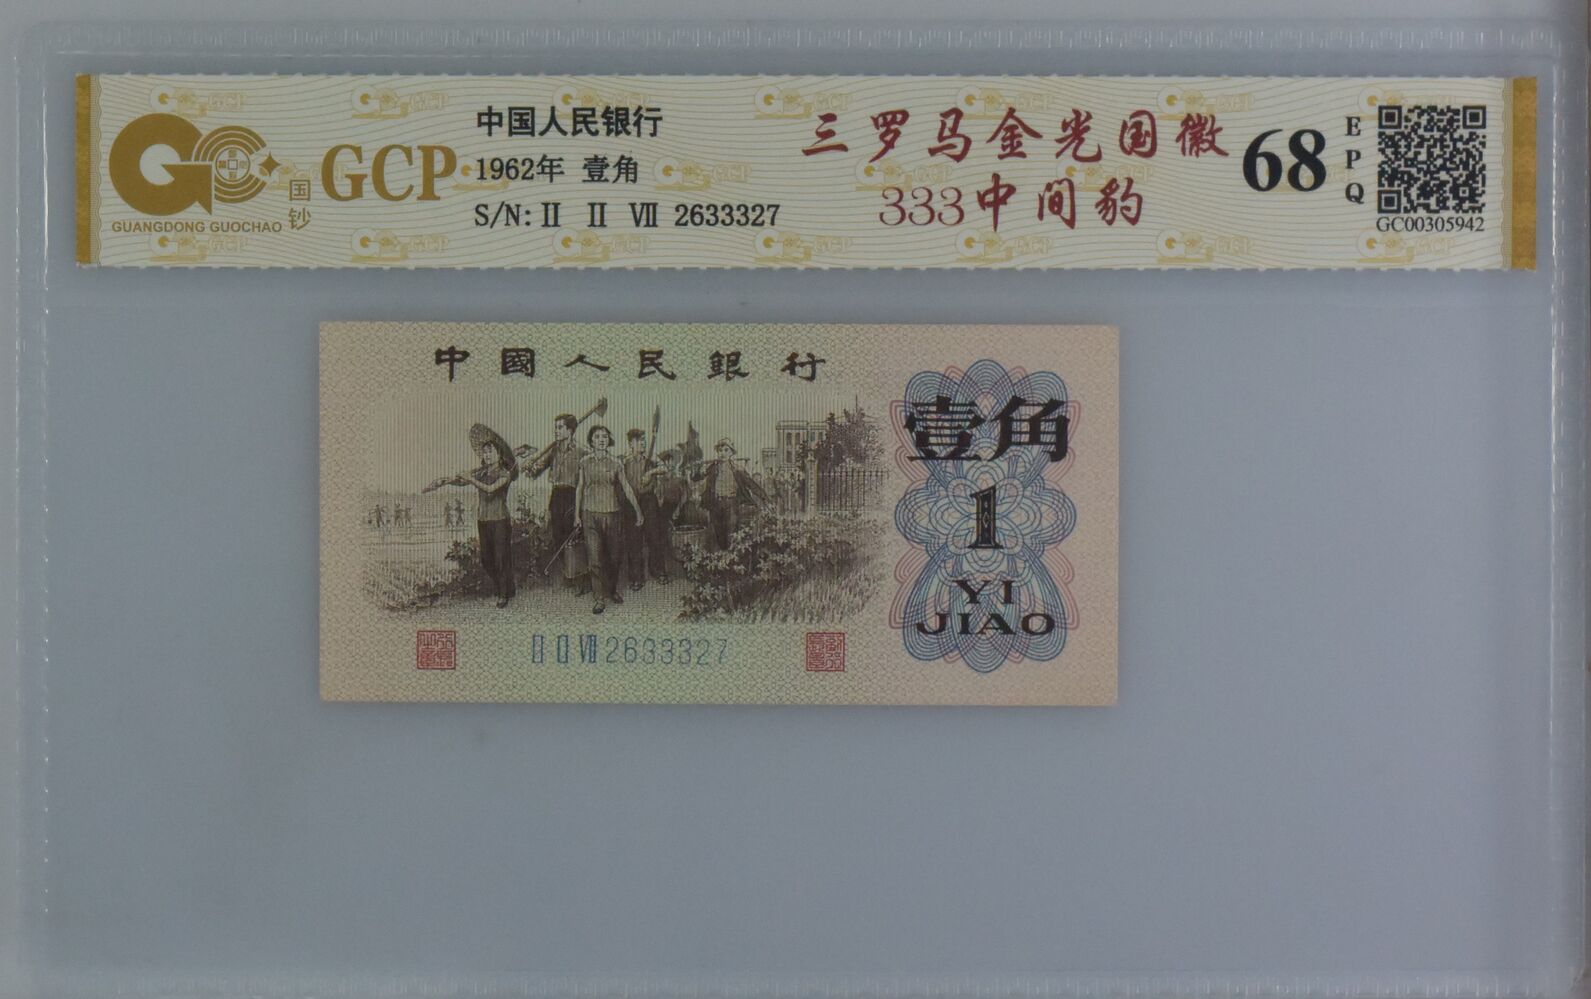 GCP
国钞
GUANGDONG GUOCHAO
中国人民银行
1962年 壹角
S/N: II II VII 2633327
三罗马金光国徽
333中间豹
68
EPQ
GC00305942
中國人民銀行
壹角
1
YI
JIAO
II II VII 2633327